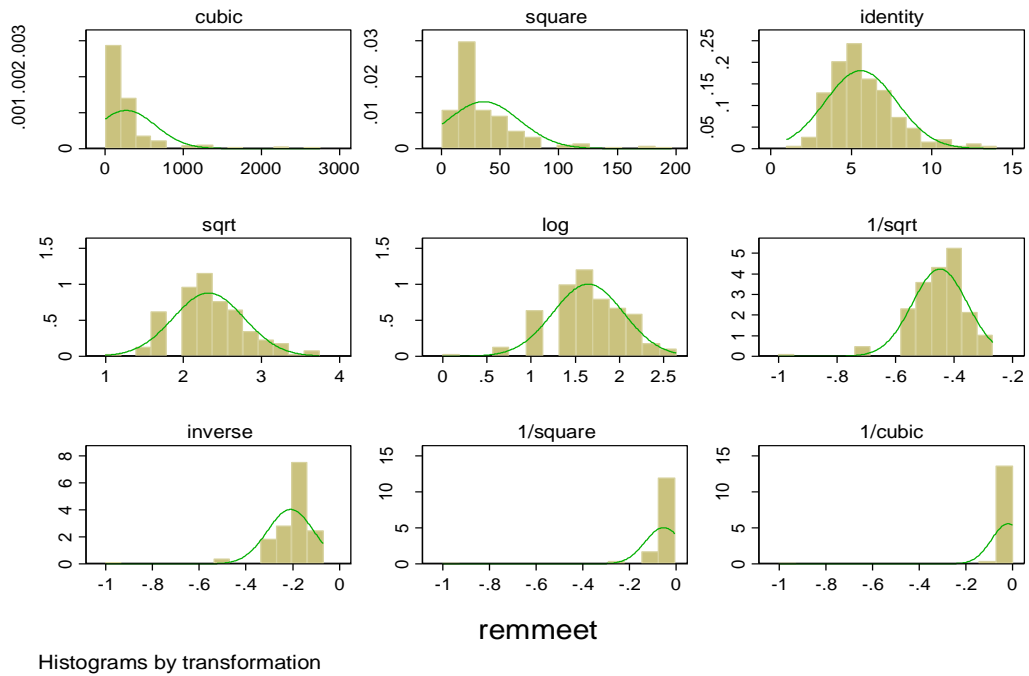 cubic
0 .001.002.003
0 1000 2000 3000
square
0 .001 .02 .03
0 50 100 150 200
identity
0 .05 .1 .15 .2 .25
0 5 10 15
sqrt
0 .5 1 1.5
1 2 3 4
log
0 .5 1 1.5
0 .5 1 1.5 2 2.5
1/sqrt
0 1 2 3 4 5
-1 -.8 -.6 -.4 -.2
inverse
0 2 4 6 8
-1 -.8 -.6 -.4 -.2 0
1/square
0 5 10 15
-1 -.8 -.6 -.4 -.2 0
1/cubic
0 5 10 15
-1 -.8 -.6 -.4 -.2 0
remmeet
Histograms by transformation